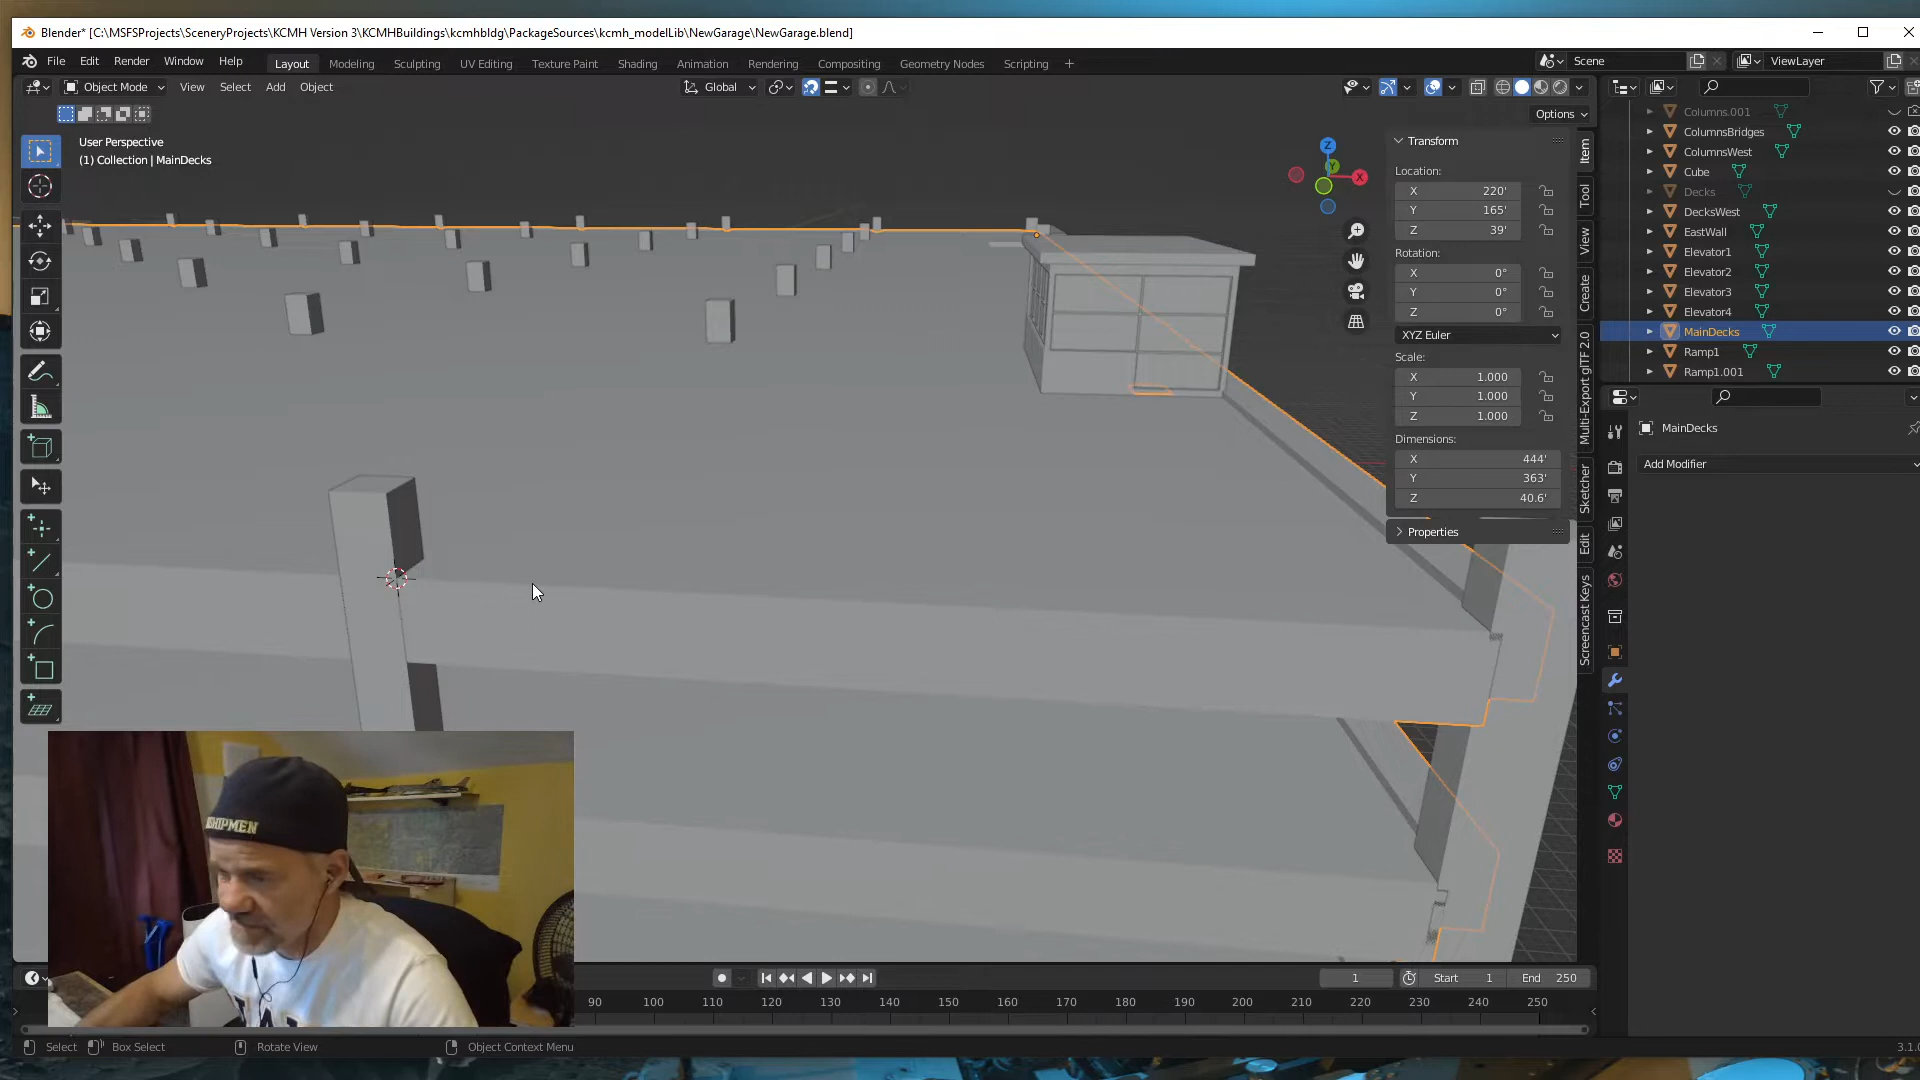 Blender* [C:\MSFSProjects\SceneryProjects\KCMH Version 3\KCMHBuildings\kcmhbldg\PackageSources\kcmh_modelLib\NewGarage\NewGarage.blend]
File Edit Render Window Help Layout Modeling Sculpting UV Editing Texture Paint Shading Animation Rendering Compositing Geometry Nodes Scripting + Scene ViewLayer
Object Mode View Select Add Object Global
Options
User Perspective
(1) Collection | MainDecks
Z
Y
X
Transform
Location:
X 220'
Y 165'
Z 39'
Rotation:
X 0°
Y 0°
Z 0°
XYZ Euler
Scale:
X 1.000
Y 1.000
Z 1.000
Dimensions:
X 444'
Y 363'
Z 40.6'
Properties
Item
Tool
View
Create
Multi-Export glTF 2.0
Sketcher
Edit
Screencast Keys
Columns.001
ColumnsBridges
ColumnsWest
Cube
Decks
DecksWest
EastWall
Elevator1
Elevator2
Elevator3
Elevator4
MainDecks
Ramp1
Ramp1.001
MainDecks
Add Modifier
SHIPMEN
1 Start 1 End 250
90 100 110 120 130 140 150 160 170 180 190 200 210 220 230 240 250
Select Box Select Rotate View Object Context Menu